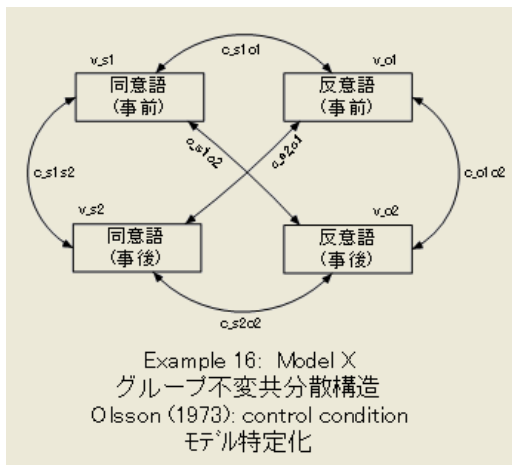 c_s1o1
v_s1
v_o1
同意語
(事前)
反意語
(事前)
c_s1s2
c_s1o2
c_s2o1
c_o1o2
v_s2
v_o2
同意語
(事後)
反意語
(事後)
c_s2o2
Example 16: Model X
グループ不変共分散構造
Olsson (1973): control condition
モデル特定化